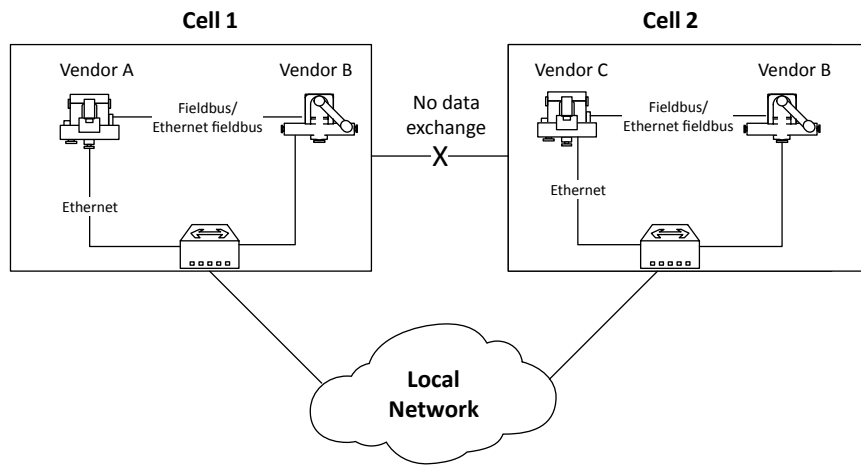 Cell 1
Cell 2
Vendor A
Vendor B
Fieldbus/
Ethernet fieldbus
Ethernet
No data
exchange
X
Vendor C
Vendor B
Fieldbus/
Ethernet fieldbus
Ethernet
Local
Network